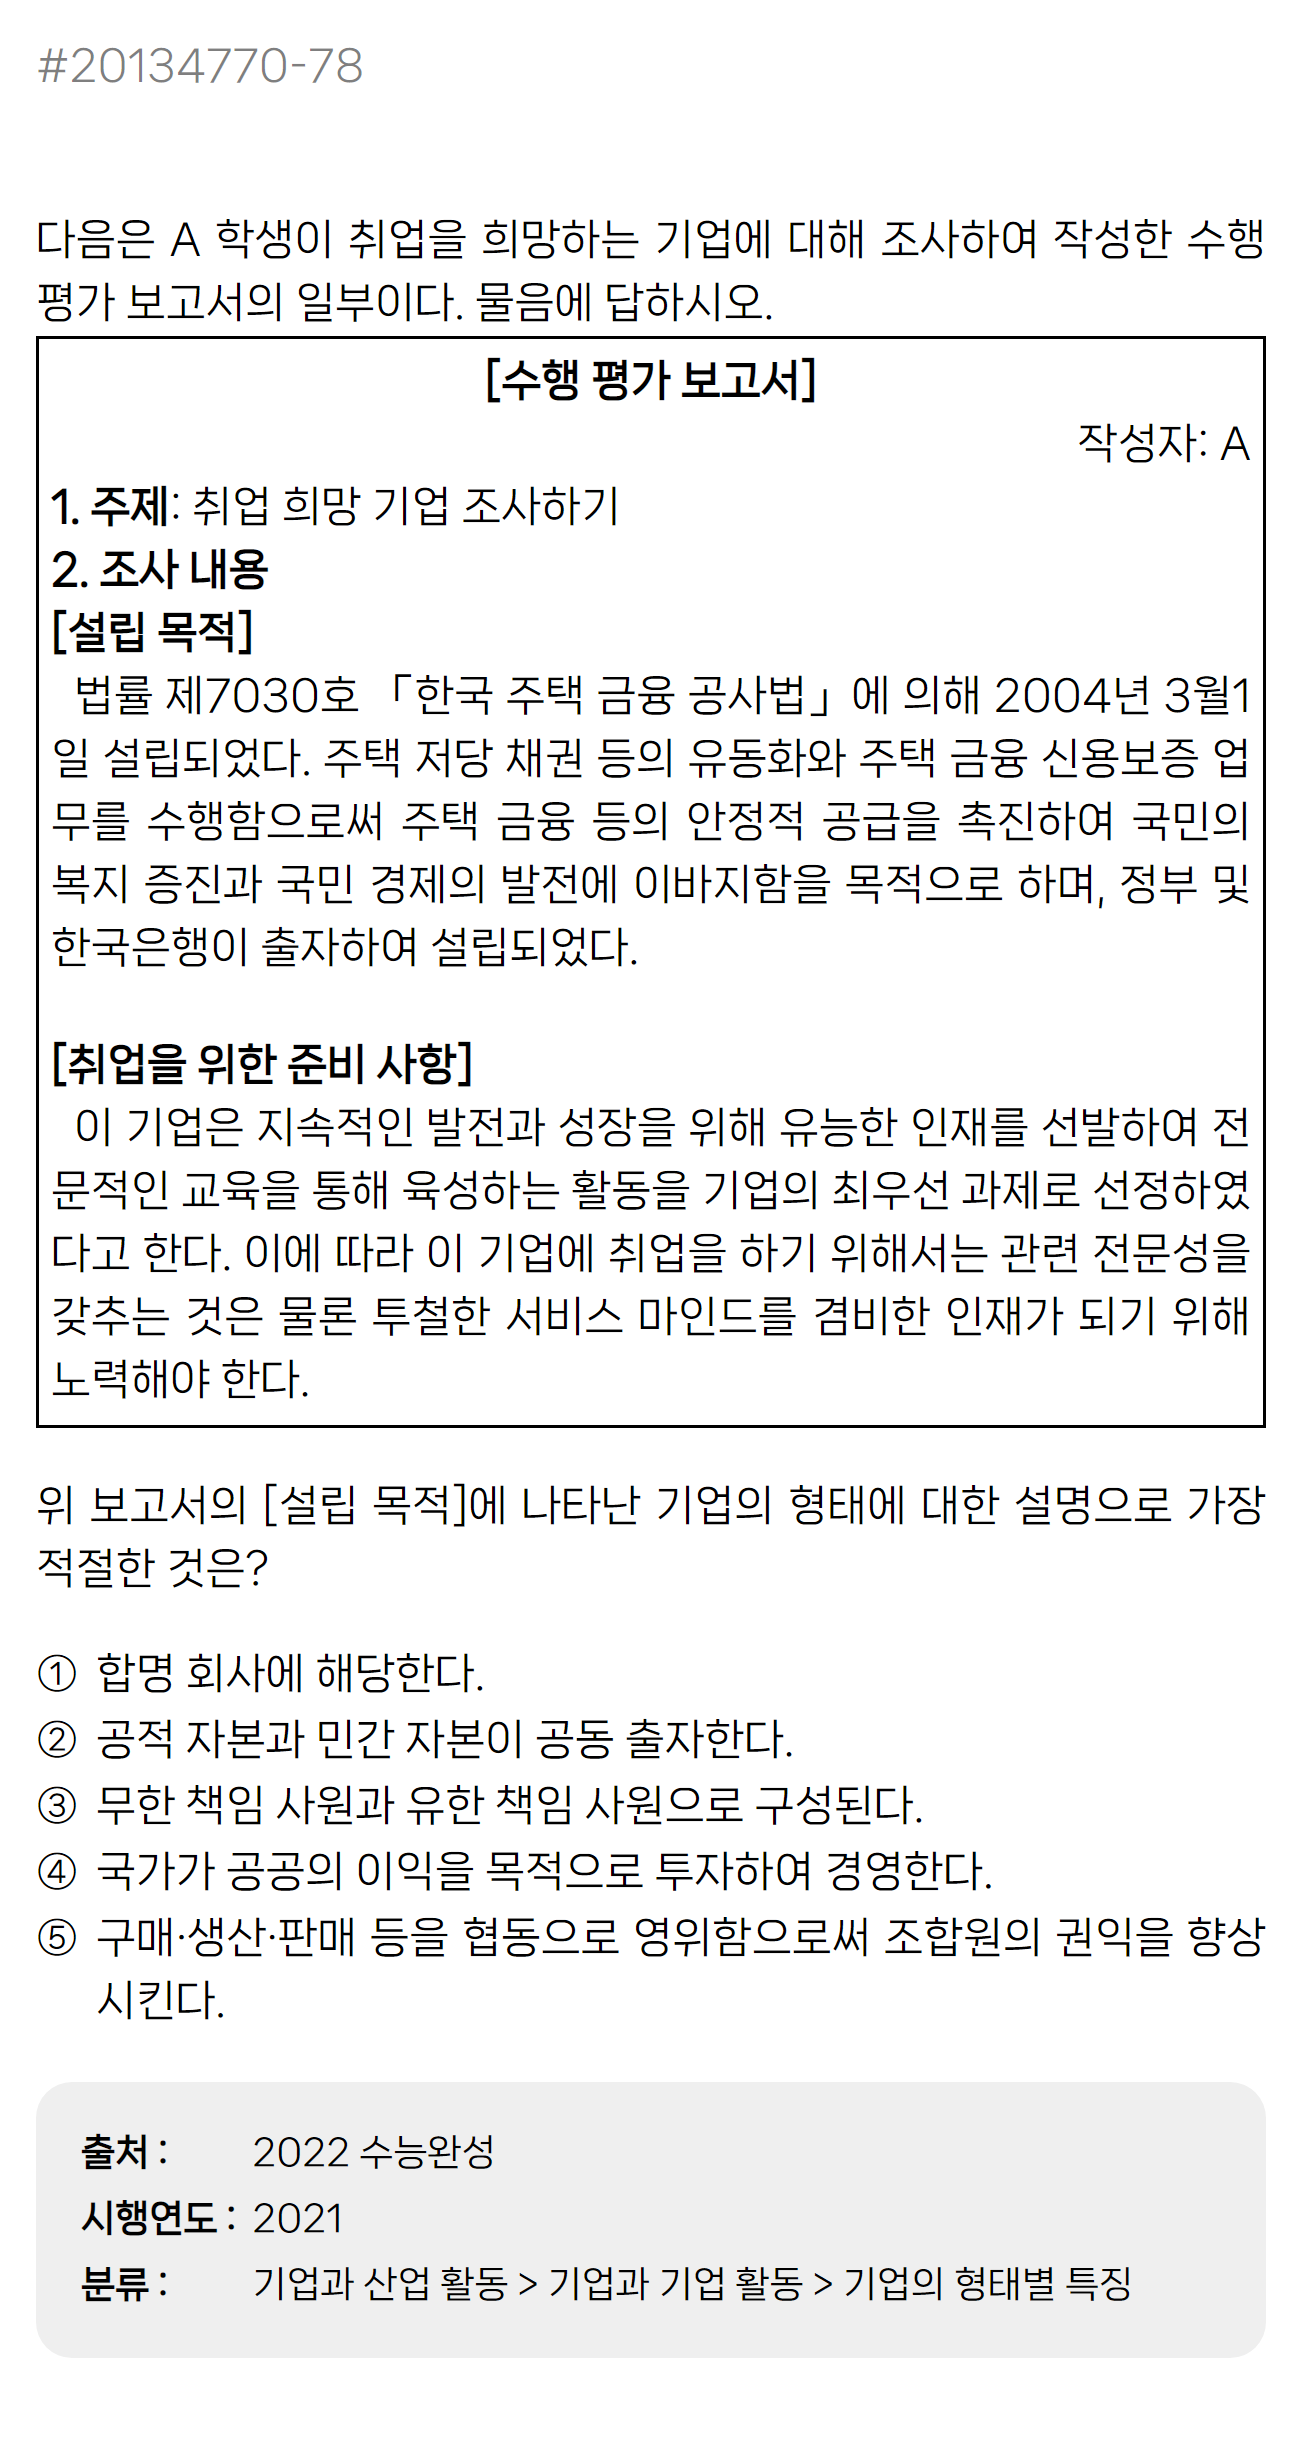 #20134770-78
다음은 A 학생이 취업을 희망하는 기업에 대해 조사하여 작성한 수행
평가 보고서의 일부이다. 물음에 답하시오.
[수행 평가 보고서]
작성자: A
1. 주제: 취업 희망 기업 조사하기
2. 조사 내용
[설립 목적]
법률 제7030호 「한국 주택 금융 공사법」에 의해 2004년 3월1
일 설립되었다. 주택 저당 채권 등의 유동화와 주택 금융 신용보증 업
무를 수행함으로써 주택 금융 등의 안정적 공급을 촉진하여 국민의
복지 증진과 국민 경제의 발전에 이바지함을 목적으로 하며, 정부 및
한국은행이 출자하여 설립되었다.
[취업을 위한 준비 사항]
이 기업은 지속적인 발전과 성장을 위해 유능한 인재를 선발하여 전
문적인 교육을 통해 육성하는 활동을 기업의 최우선 과제로 선정하였
다고 한다. 이에 따라 이 기업에 취업을 하기 위해서는 관련 전문성을
갖추는 것은 물론 투철한 서비스 마인드를 겸비한 인재가 되기 위해
노력해야 한다.
위 보고서의 [설립 목적]에 나타난 기업의 형태에 대한 설명으로 가장
적절한 것은?
① 합명 회사에 해당한다.
② 공적 자본과 민간 자본이 공동 출자한다.
③ 무한 책임 사원과 유한 책임 사원으로 구성된다.
④ 국가가 공공의 이익을 목적으로 투자하여 경영한다.
⑤ 구매·생산·판매 등을 협동으로 영위함으로써 조합원의 권익을 향상
시킨다.
출처 : 2022 수능완성
시행연도 : 2021
분류 : 기업과 산업 활동 > 기업과 기업 활동 > 기업의 형태별 특징